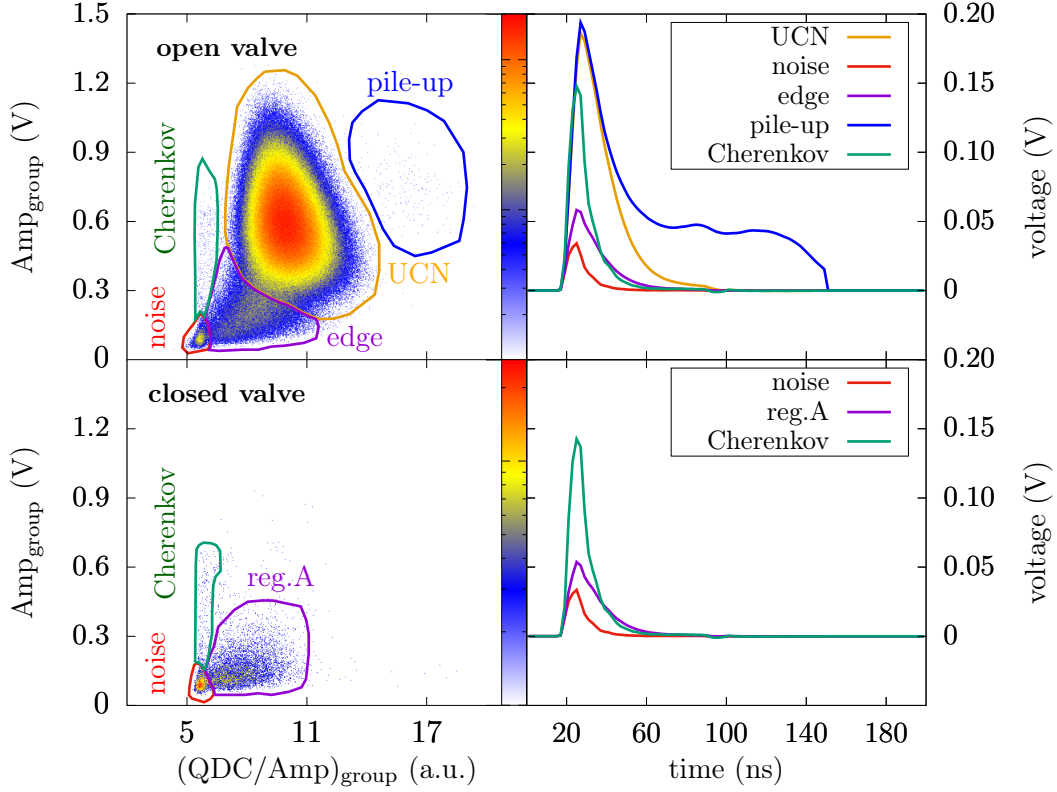 1.5
1.2
0.9
0.6
0.3
0
Amp_group (V)
open valve
pile-up
Cherenkov
UCN
noise
edge
UCN
noise
edge
pile-up
Cherenkov
0.20
0.15
0.10
0.05
0
voltage (V)
1.2
0.9
0.6
0.3
0
Amp_group (V)
closed valve
Cherenkov
reg.A
noise
noise
reg.A
Cherenkov
0.20
0.15
0.10
0.05
0
voltage (V)
5 11 17
(QDC/Amp)_group (a.u.)
20 60 100 140 180
time (ns)